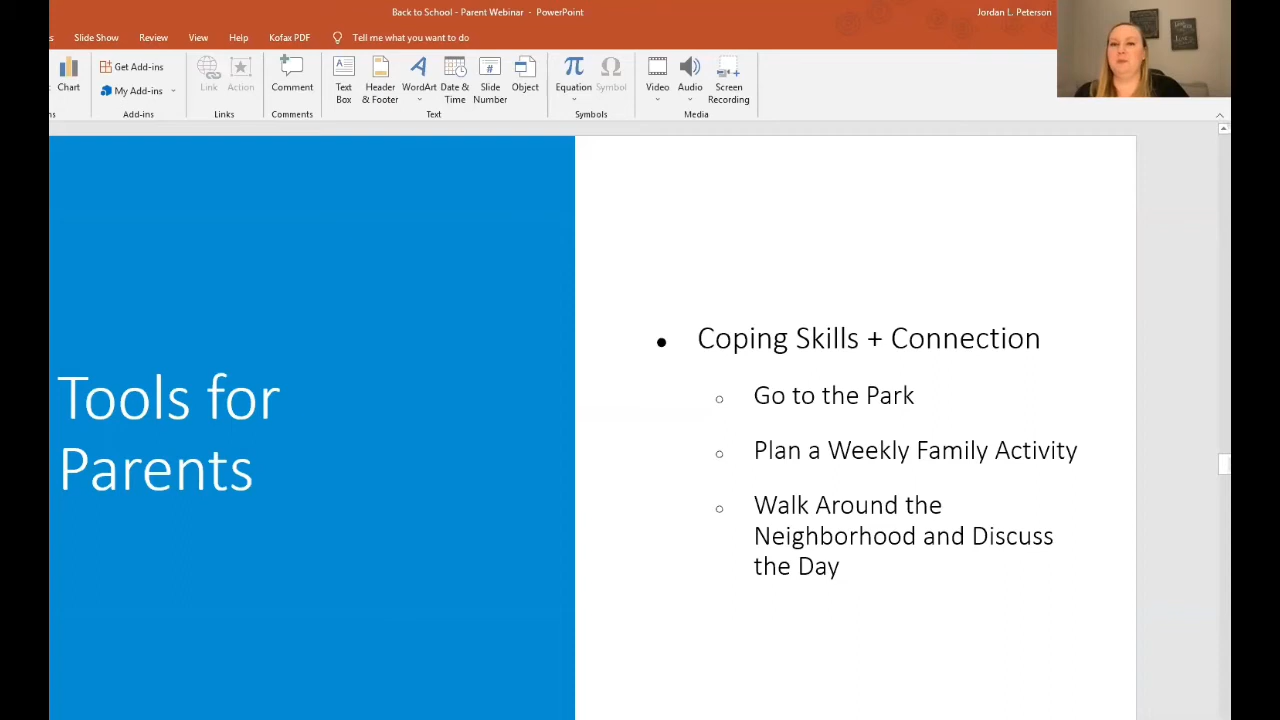 Back to School - Parent Webinar - PowerPoint
Jordan L. Peterson
Slide Show Review View Help Kofax PDF Tell me what you want to do
Chart
Get Add-ins
My Add-ins
Add-ins
Link
Action
Links
Comment
Comments
Text
Box
Header
& Footer
WordArt
Date &
Time
Slide
Number
Object
Text
Equation
Symbol
Symbols
Video
Audio
Screen
Recording
Media
Tools for
Parents
• Coping Skills + Connection
○ Go to the Park
○ Plan a Weekly Family Activity
○ Walk Around the
Neighborhood and Discuss
the Day